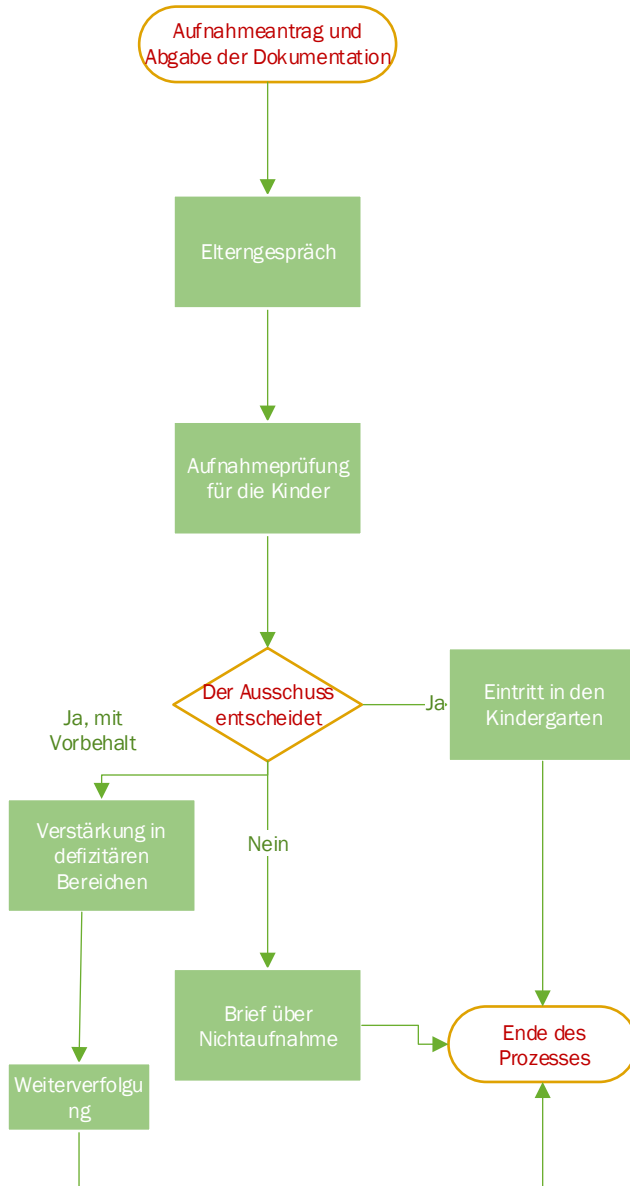 Aufnahmeantrag und
Abgabe der Dokumentation
Elterngespräch
Aufnahmeprüfung
für die Kinder
Der Ausschuss
entscheidet
Ja
Eintritt in den
Kindergarten
Ja, mit
Vorbehalt
Verstärkung in
defizitären
Bereichen
Nein
Brief über
Nichtaufnahme
Ende des
Prozesses
Weiterverfolgu
ng